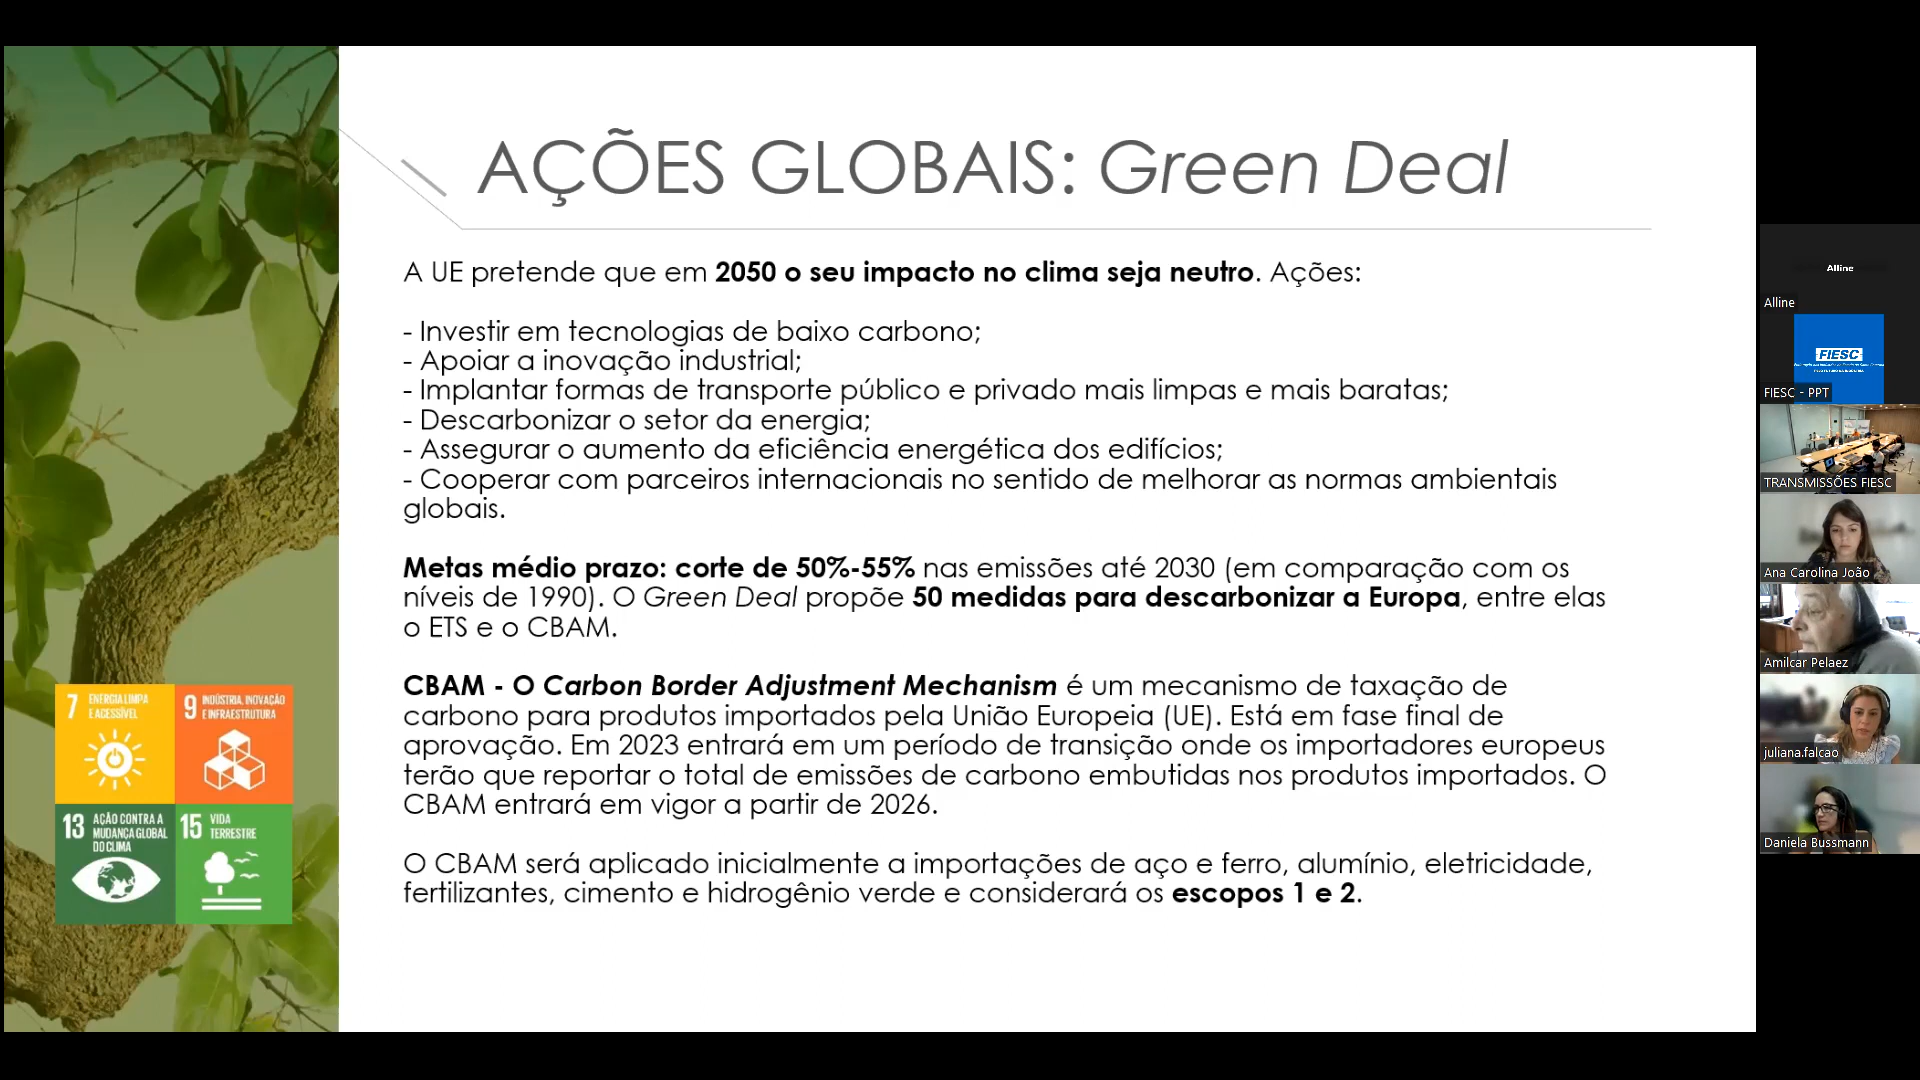 AÇÕES GLOBAIS: Green Deal
A UE pretende que em 2050 o seu impacto no clima seja neutro. Ações:
- Investir em tecnologias de baixo carbono;
- Apoiar a inovação industrial;
- Implantar formas de transporte público e privado mais limpas e mais baratas;
- Descarbonizar o setor da energia;
- Assegurar o aumento da eficiência energética dos edifícios;
- Cooperar com parceiros internacionais no sentido de melhorar as normas ambientais
globais.
Metas médio prazo: corte de 50%-55% nas emissões até 2030 (em comparação com os
níveis de 1990). O Green Deal propõe 50 medidas para descarbonizar a Europa, entre elas
o ETS e o CBAM.
CBAM - O Carbon Border Adjustment Mechanism é um mecanismo de taxação de
carbono para produtos importados pela União Europeia (UE). Está em fase final de
aprovação. Em 2023 entrará em um período de transição onde os importadores europeus
terão que reportar o total de emissões de carbono embutidas nos produtos importados. O
CBAM entrará em vigor a partir de 2026.
O CBAM será aplicado inicialmente a importações de aço e ferro, alumínio, eletricidade,
fertilizantes, cimento e hidrogênio verde e considerará os escopos 1 e 2.
7 ENERGIA LIMPA
E ACESSÍVEL
9 INDÚSTRIA, INOVAÇÃO
E INFRAESTRUTURA
13 AÇÃO CONTRA A
MUDANÇA GLOBAL
DO CLIMA
15 VIDA
TERRESTRE
Alline
Alline
FIESC
FIESC - PPT
TRANSMISSÕES FIESC
Ana Carolina João
Amilcar Pelaez
juliana.falcao
Daniela Bussmann